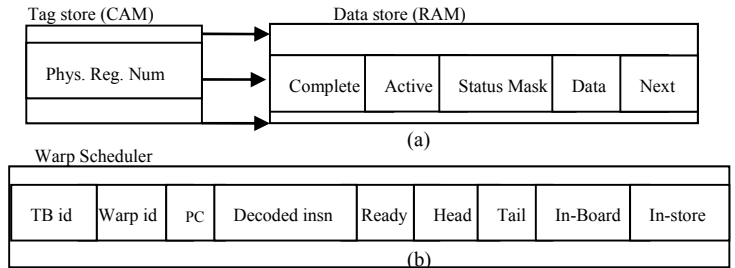 Tag store (CAM) Data store (RAM)
Phys. Reg. Num
Complete Active Status Mask Data Next
(a)
Warp Scheduler
TB id Warp id PC Decoded insn Ready Head Tail In-Board In-store
(b)